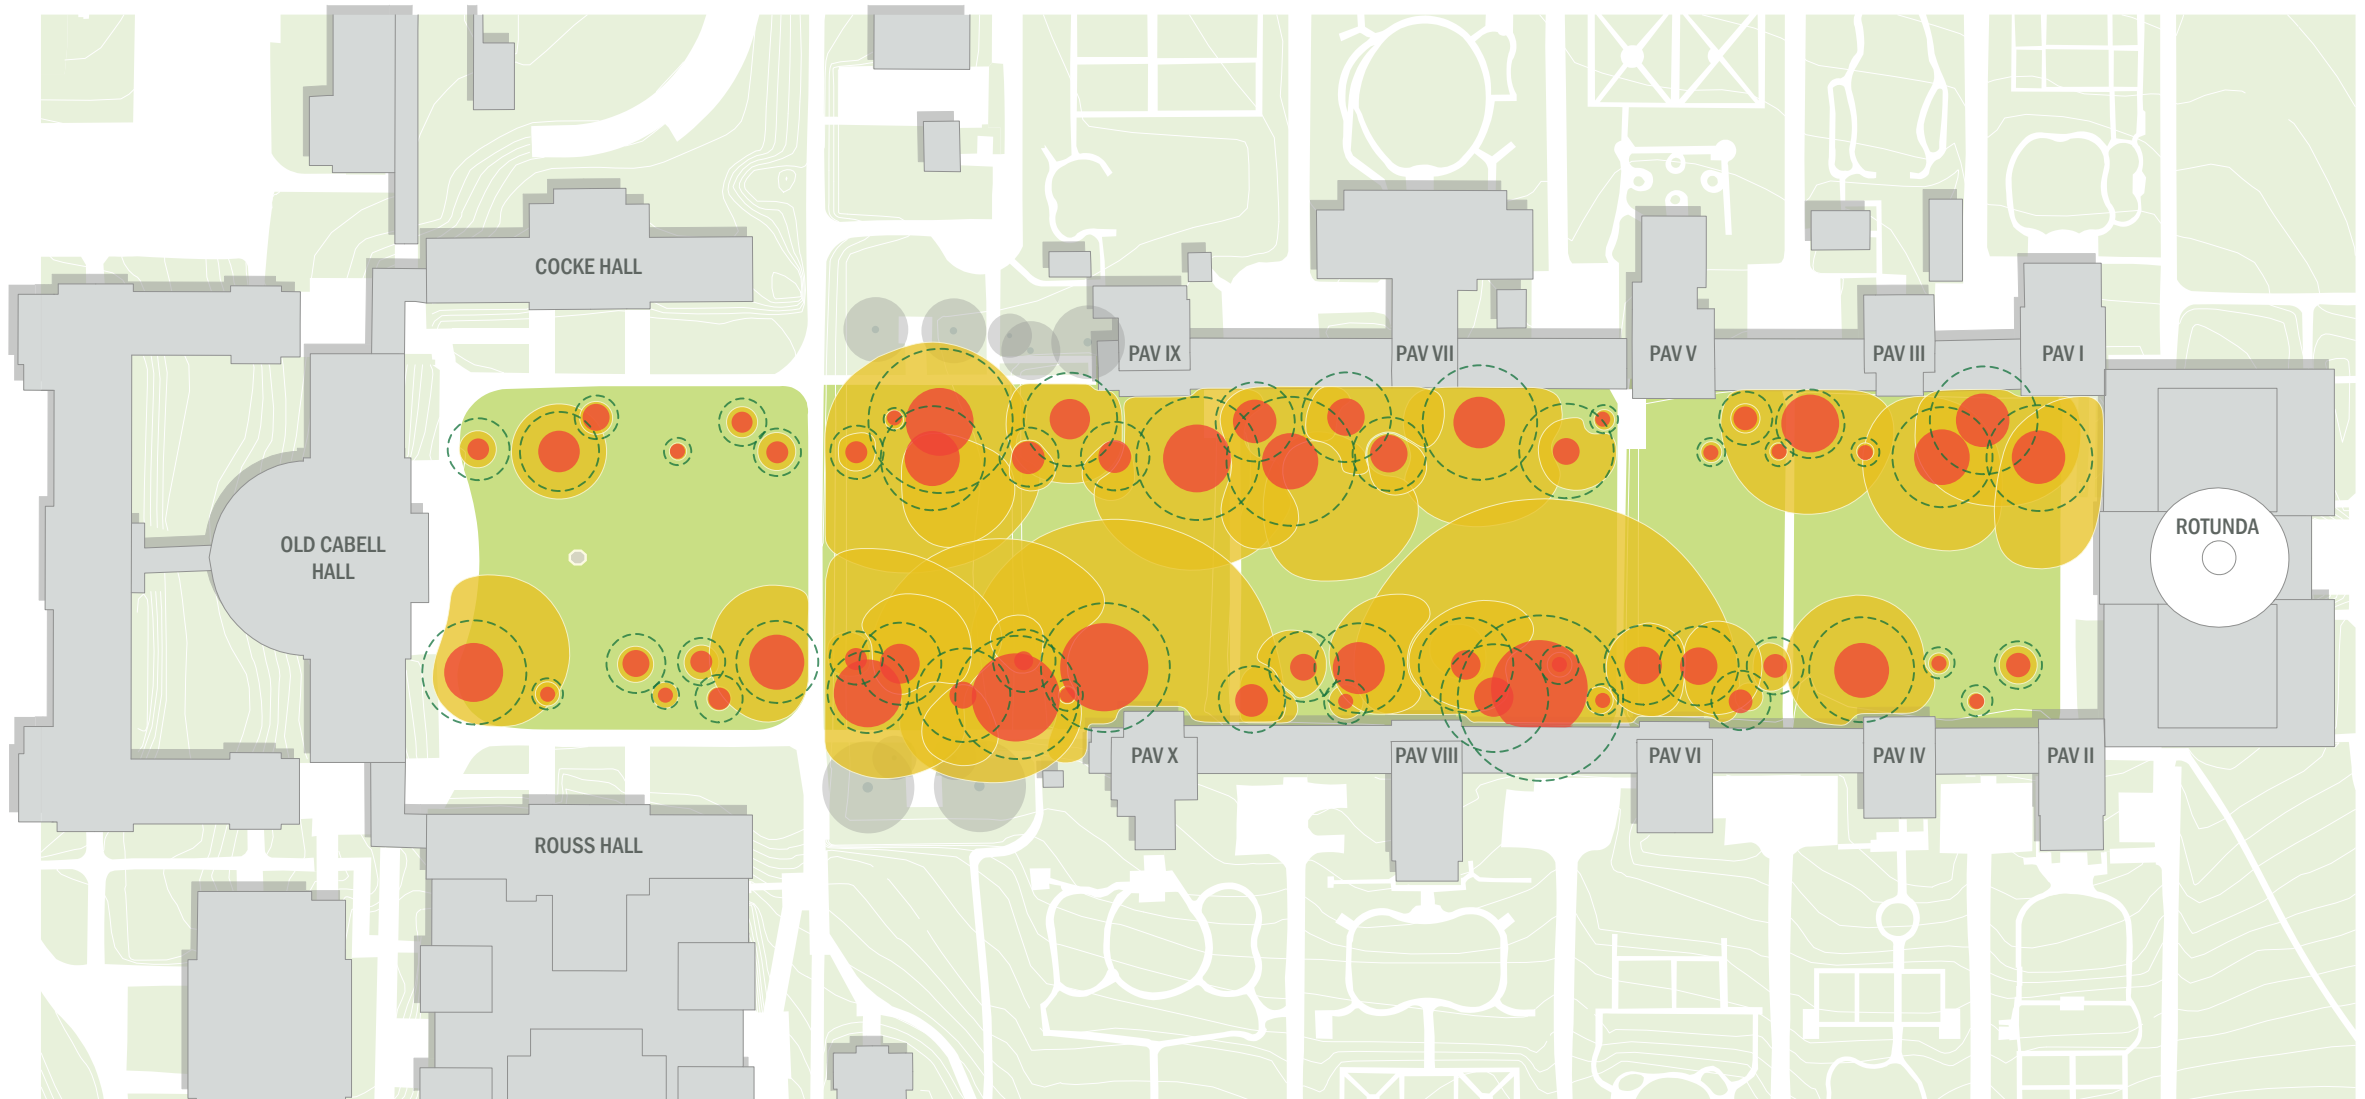 COCKE HALL
PAV IX
PAV VII
PAV V
PAV III
PAV I
OLD CABELL
HALL
ROTUNDA
PAV X
PAV VIII
PAV VI
PAV IV
PAV II
ROUSS HALL